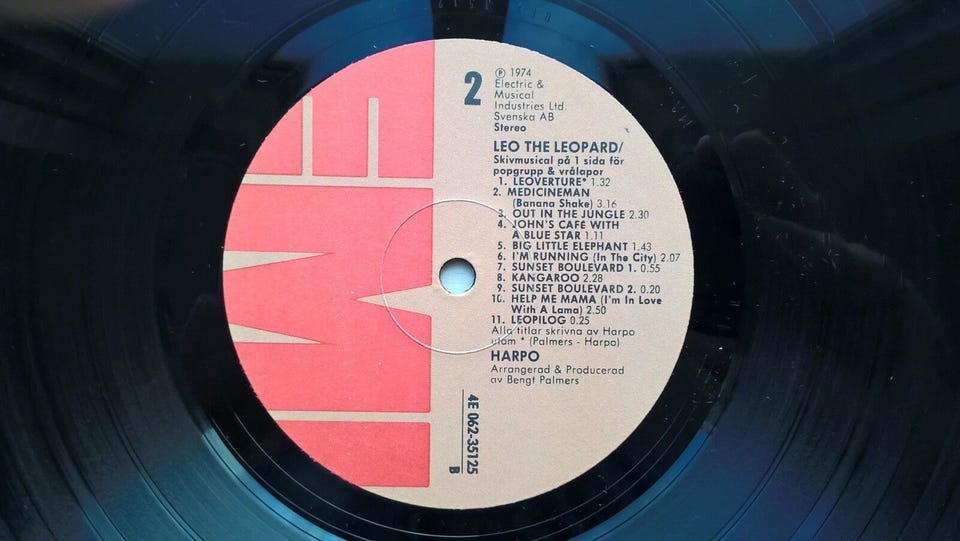 EMI
2
℗ 1974
Electric &
Musical
Industries Ltd.
Svenska AB
Stereo
LEO THE LEOPARD/
Skivmusical på 1 sida för
popgrupp & vrålapor
1. LEOVERTURE* 1.32
2. MEDICINEMAN
(Banana Shake) 3.16
3. OUT IN THE JUNGLE 2.30
4. JOHN'S CAFÉ WITH
A BLUE STAR 1.11
5. BIG LITTLE ELEPHANT 1.43
6. I'M RUNNING (In The City) 2.07
7. SUNSET BOULEVARD 1. 0.55
8. KANGAROO 2.28
9. SUNSET BOULEVARD 2. 0.20
10. HELP ME MAMA (I'm In Love
With A Lama) 2.50
11. LEOPILOG 0.25
Alla titlar skrivna av Harpo
utom * (Palmers - Harpo)
HARPO
Arrangerad & Producerad
av Bengt Palmers
4E 062-35125
B